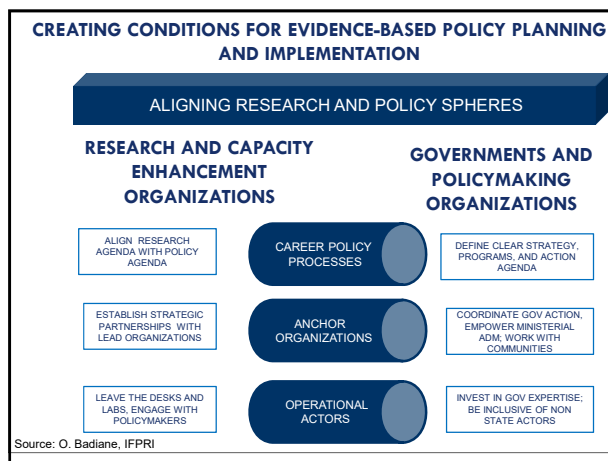 CREATING CONDITIONS FOR EVIDENCE-BASED POLICY PLANNING
AND IMPLEMENTATION
ALIGNING RESEARCH AND POLICY SPHERES
RESEARCH AND CAPACITY
ENHANCEMENT
ORGANIZATIONS
GOVERNMENTS AND
POLICYMAKING
ORGANIZATIONS
ALIGN RESEARCH
AGENDA WITH POLICY
AGENDA
CAREER POLICY
PROCESSES
DEFINE CLEAR STRATEGY,
PROGRAMS, AND ACTION
AGENDA
ESTABLISH STRATEGIC
PARTNERSHIPS WITH
LEAD ORGANIZATIONS
ANCHOR
ORGANIZATIONS
COORDINATE GOV ACTION,
EMPOWER MINISTERIAL
ADM; WORK WITH
COMMUNITIES
LEAVE THE DESKS AND
LABS, ENGAGE WITH
POLICYMAKERS
OPERATIONAL
ACTORS
INVEST IN GOV EXPERTISE;
BE INCLUSIVE OF NON
STATE ACTORS
Source: O. Badiane, IFPRI